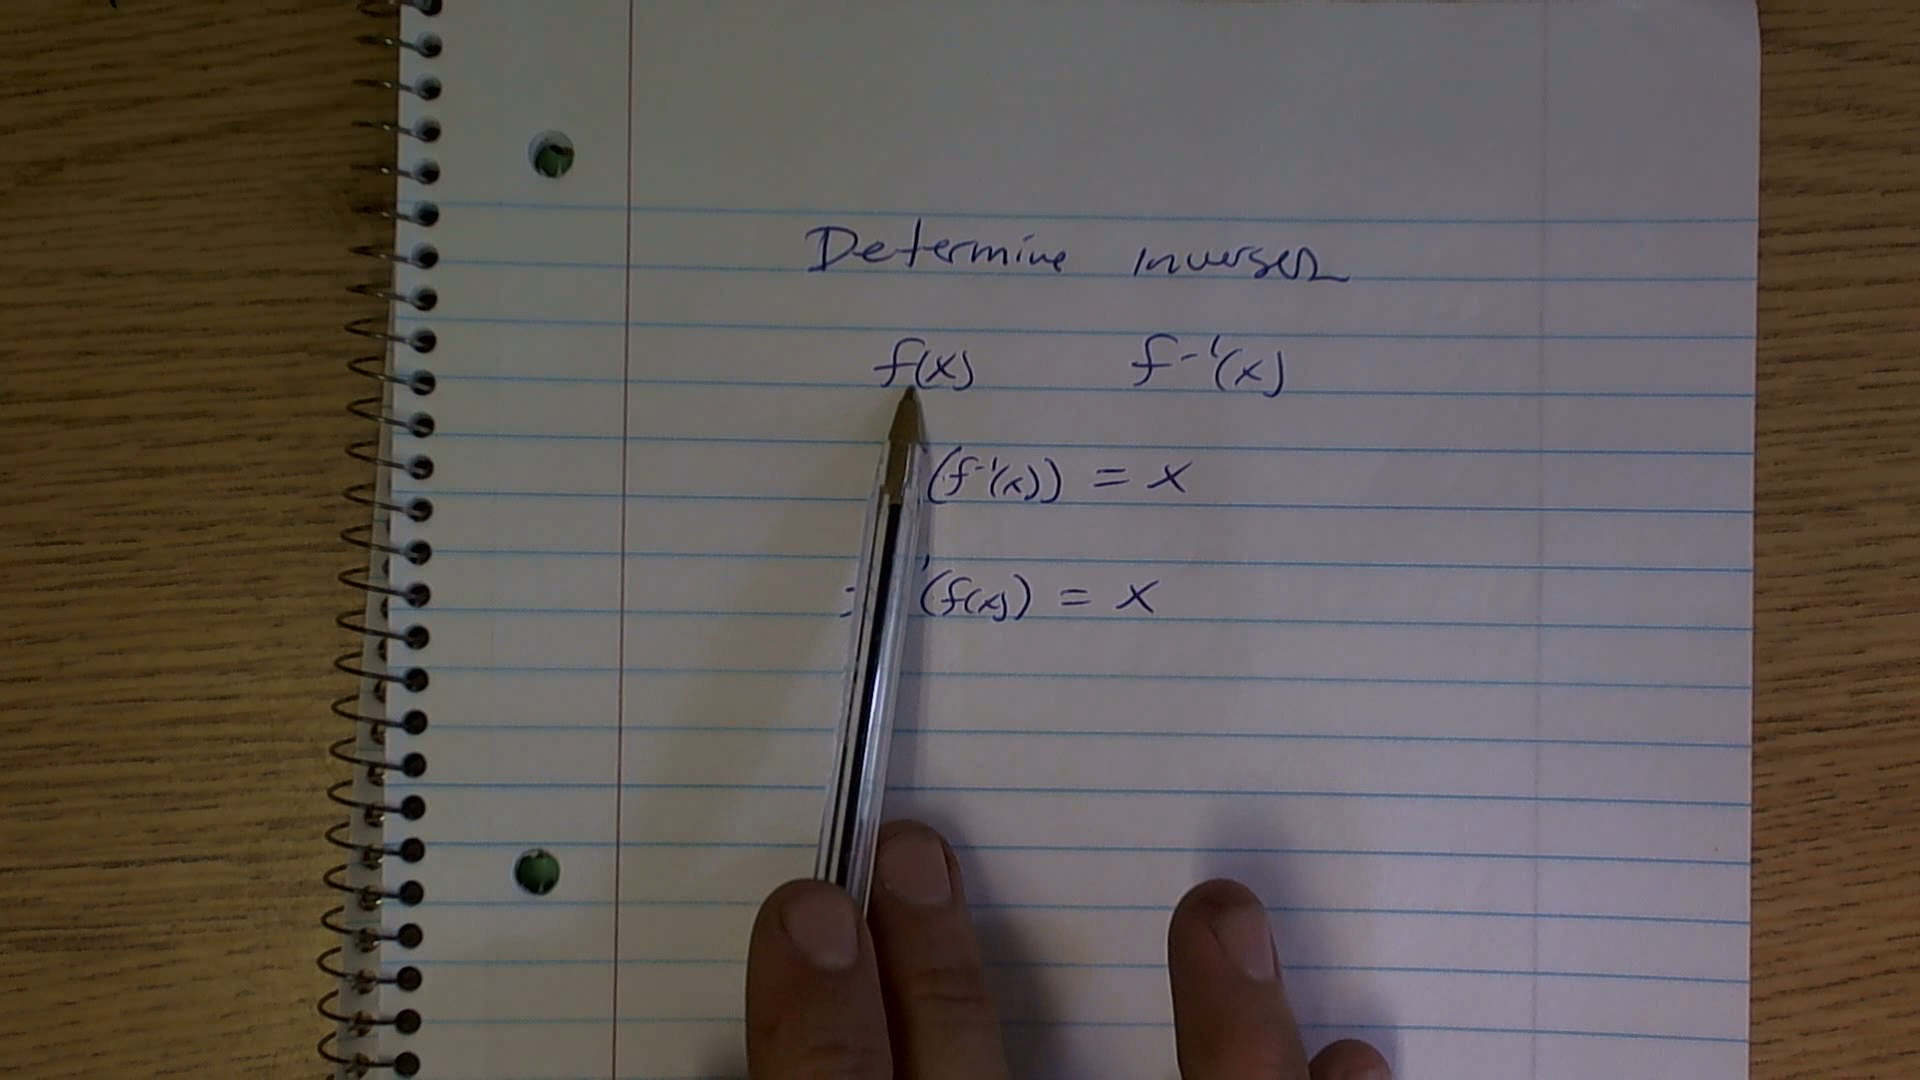 Determine inverses
f(x) f⁻¹(x)
(f⁻¹(x)) = x
(f(x)) = x